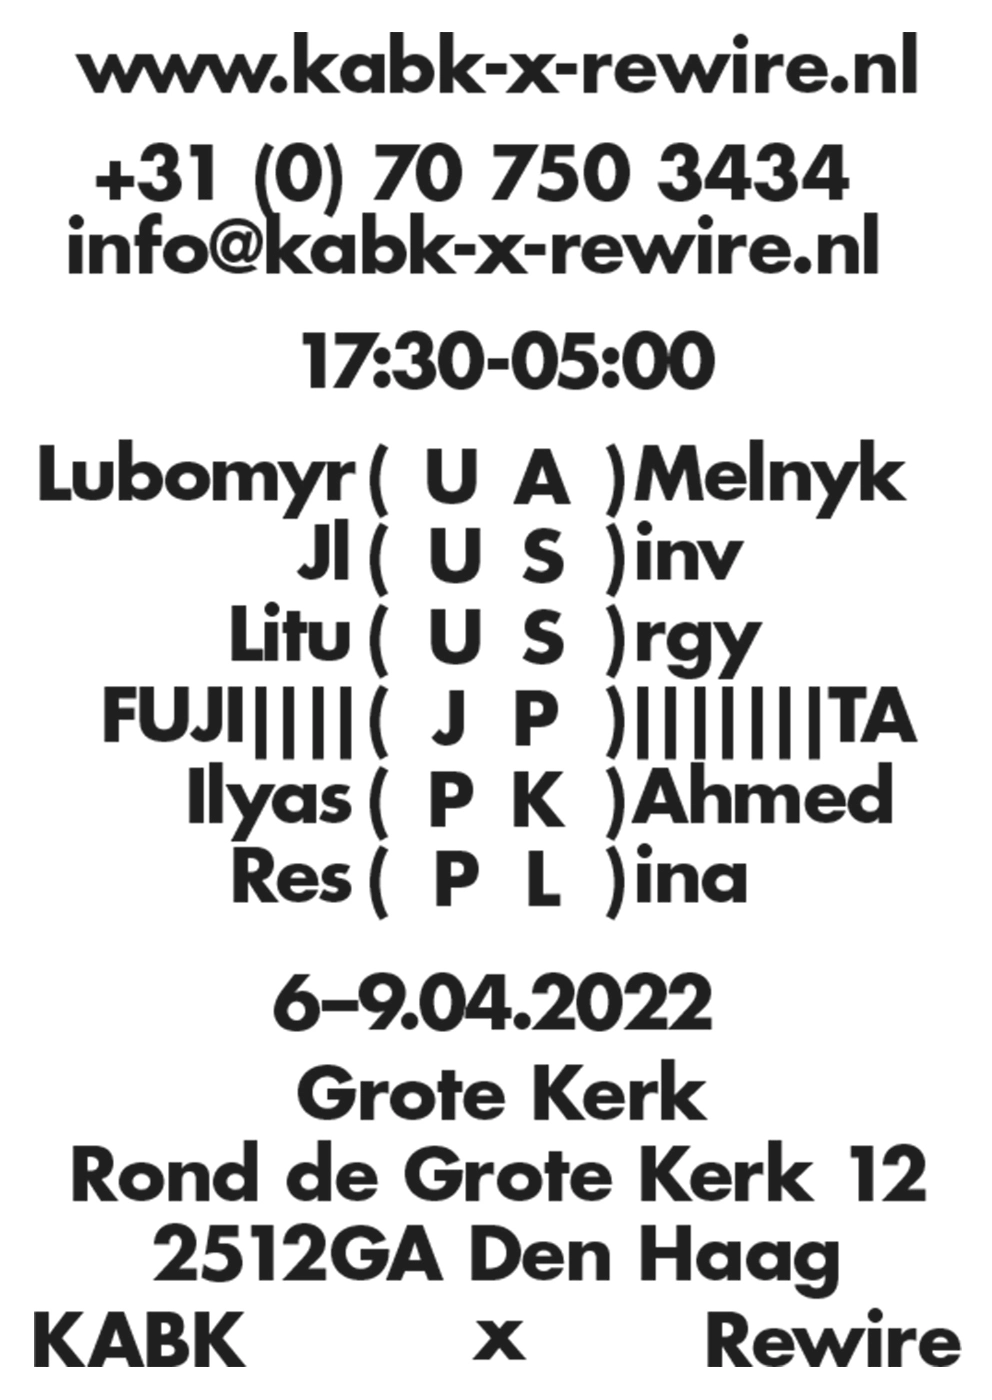 www.kabk-x-rewire.nl
+31 (0) 70 750 3434
info@kabk-x-rewire.nl
17:30-05:00
Lubomyr( U A )Melnyk
Jl( U S )inv
Litu( U S )rgy
FUJI||||( J P )|||||||TA
Ilyas( P K )Ahmed
Res( P L )ina
6–9.04.2022
Grote Kerk
Rond de Grote Kerk 12
2512GA Den Haag
KABK x Rewire